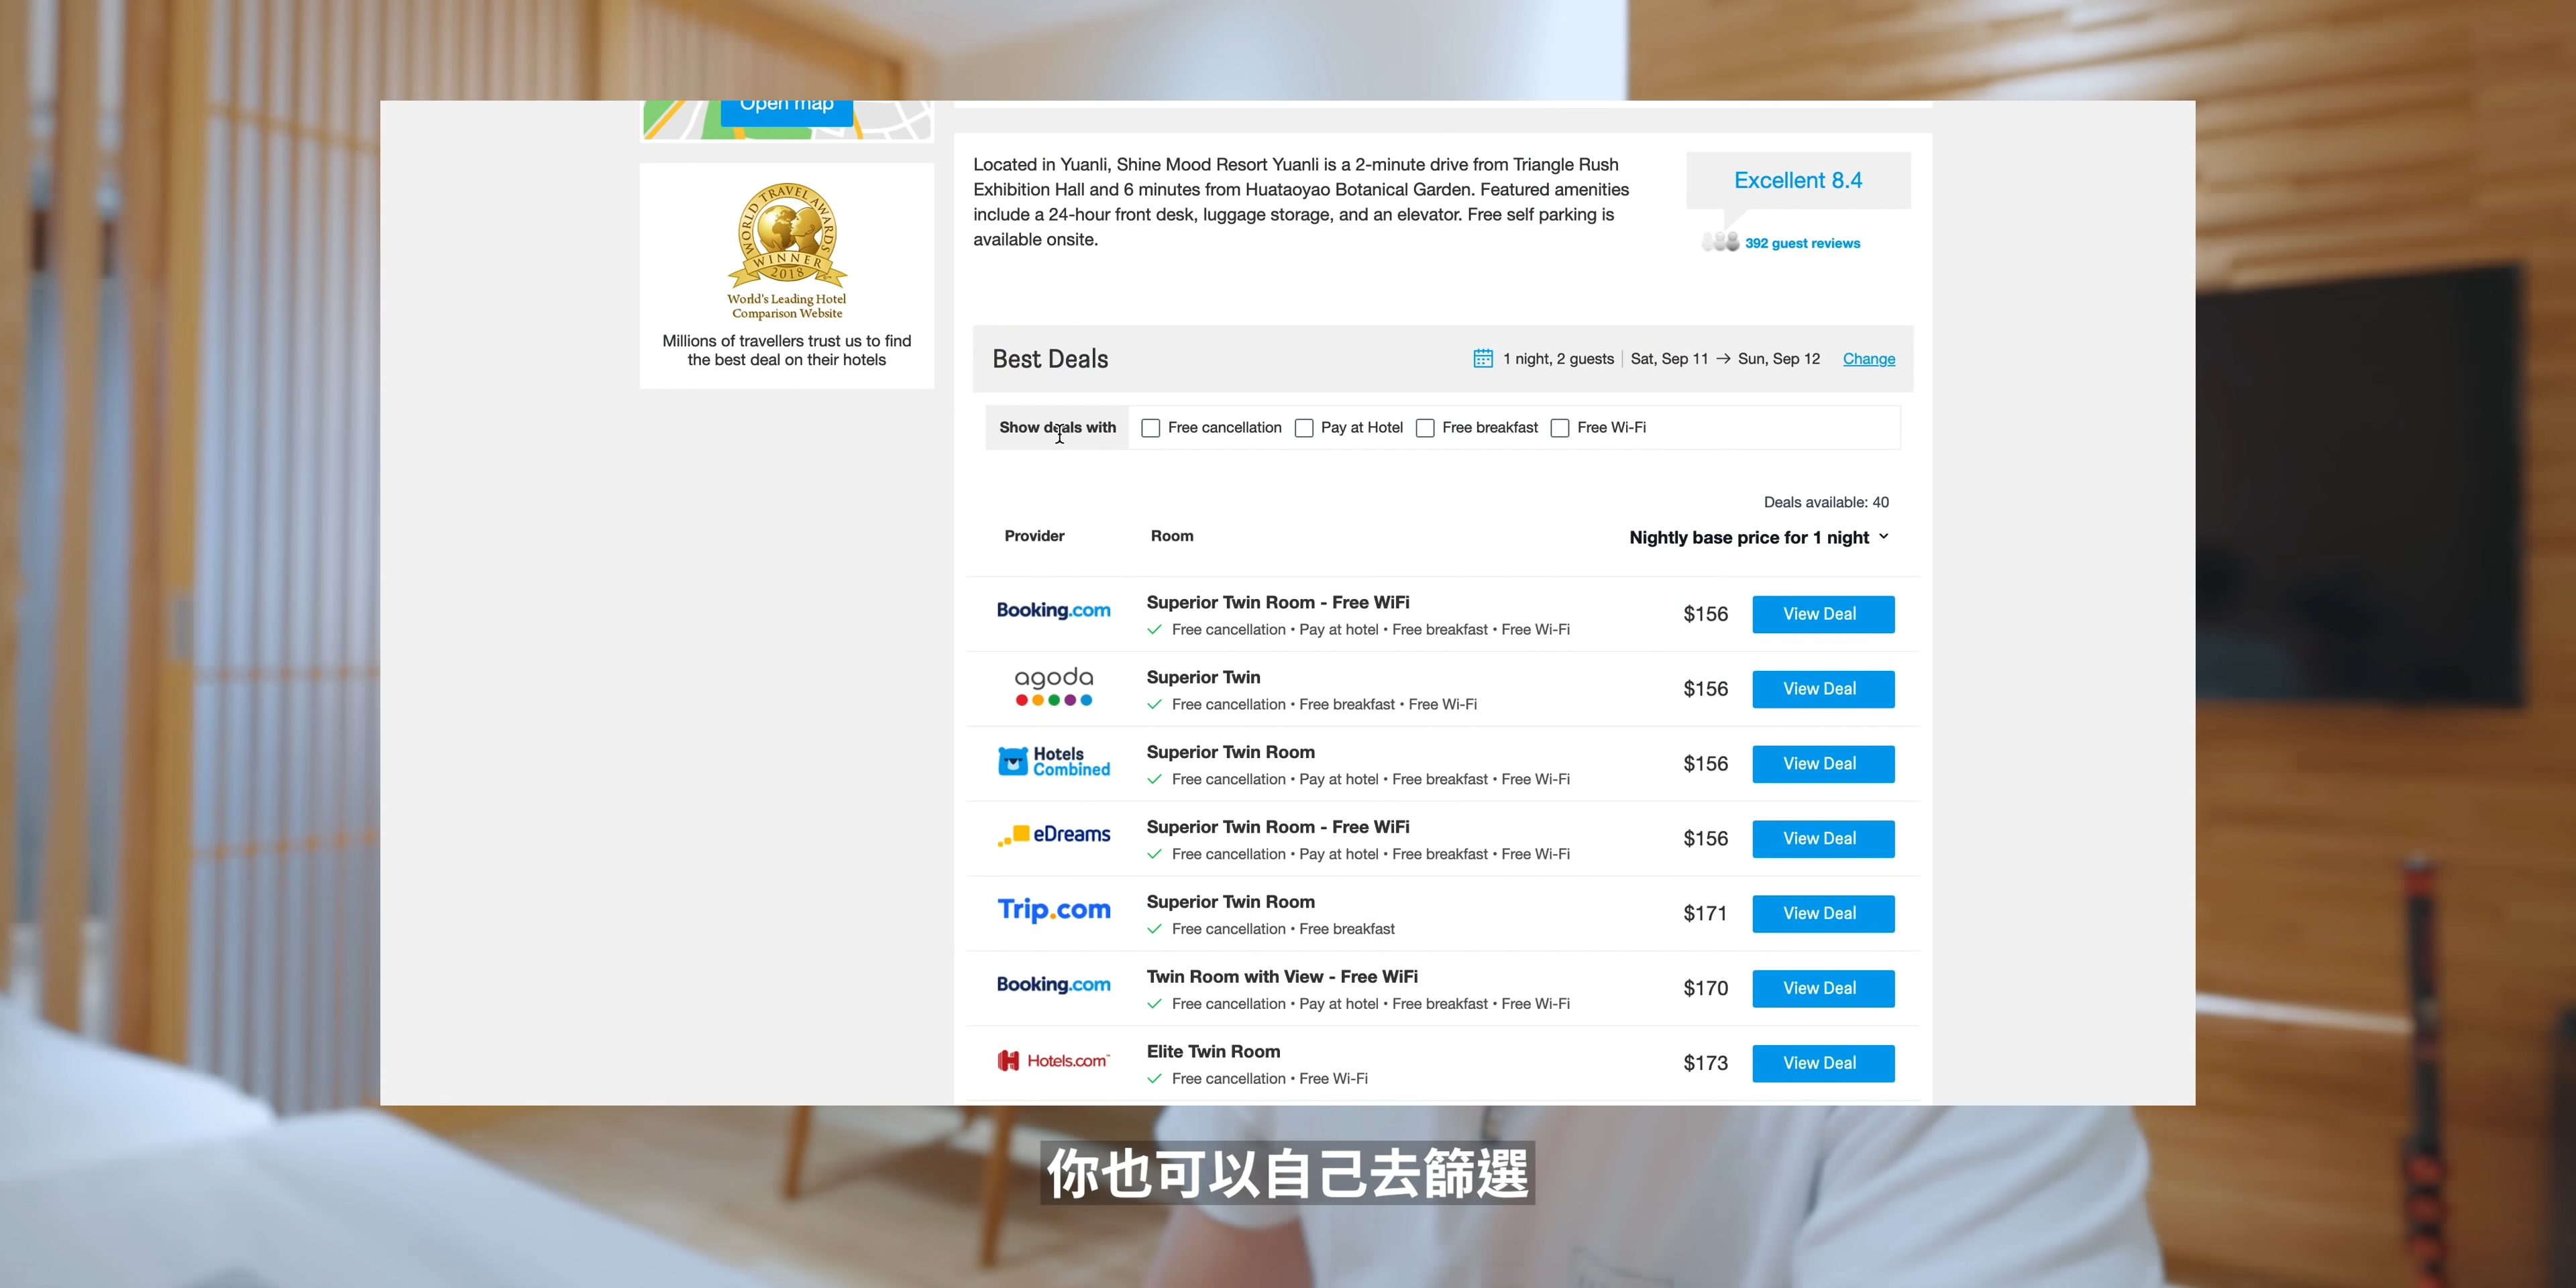 Open map
WORLD TRAVEL AWARDS
WINNER
2018
World's Leading Hotel
Comparison Website
Millions of travellers trust us to find
the best deal on their hotels
Located in Yuanli, Shine Mood Resort Yuanli is a 2-minute drive from Triangle Rush
Exhibition Hall and 6 minutes from Huataoyao Botanical Garden. Featured amenities
include a 24-hour front desk, luggage storage, and an elevator. Free self parking is
available onsite.
Excellent 8.4
392 guest reviews
Best Deals
1 night, 2 guests | Sat, Sep 11 → Sun, Sep 12 Change
Show deals with Free cancellation Pay at Hotel Free breakfast Free Wi-Fi
Deals available: 40
Provider Room Nightly base price for 1 night
Booking.com Superior Twin Room - Free WiFi $156 View Deal
Free cancellation • Pay at hotel • Free breakfast • Free Wi-Fi
agoda Superior Twin $156 View Deal
Free cancellation • Free breakfast • Free Wi-Fi
Hotels Combined Superior Twin Room $156 View Deal
Free cancellation • Pay at hotel • Free breakfast • Free Wi-Fi
eDreams Superior Twin Room - Free WiFi $156 View Deal
Free cancellation • Pay at hotel • Free breakfast • Free Wi-Fi
Trip.com Superior Twin Room $171 View Deal
Free cancellation • Free breakfast
Booking.com Twin Room with View - Free WiFi $170 View Deal
Free cancellation • Pay at hotel • Free breakfast • Free Wi-Fi
Hotels.com Elite Twin Room $173 View Deal
Free cancellation • Free Wi-Fi
你也可以自己去篩選